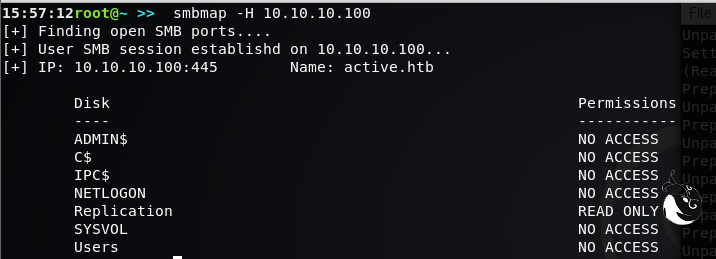 15:57:12root@~ >>  smbmap -H 10.10.10.100
[+] Finding open SMB ports....
[+] User SMB session establishd on 10.10.10.100...
[+] IP: 10.10.10.100:445        Name: active.htb
Disk                                                    Permissions
----                                                    -----------
ADMIN$                                                  NO ACCESS
C$                                                      NO ACCESS
IPC$                                                    NO ACCESS
NETLOGON                                                NO ACCESS
Replication                                             READ ONLY
SYSVOL                                                  NO ACCESS
Users                                                   NO ACCESS
File
Unpa
Sett
(Rea
Prep
Unpa
Prep
Unpa
Prep
Unpa
Prep
Unpa
Prep
Unpa